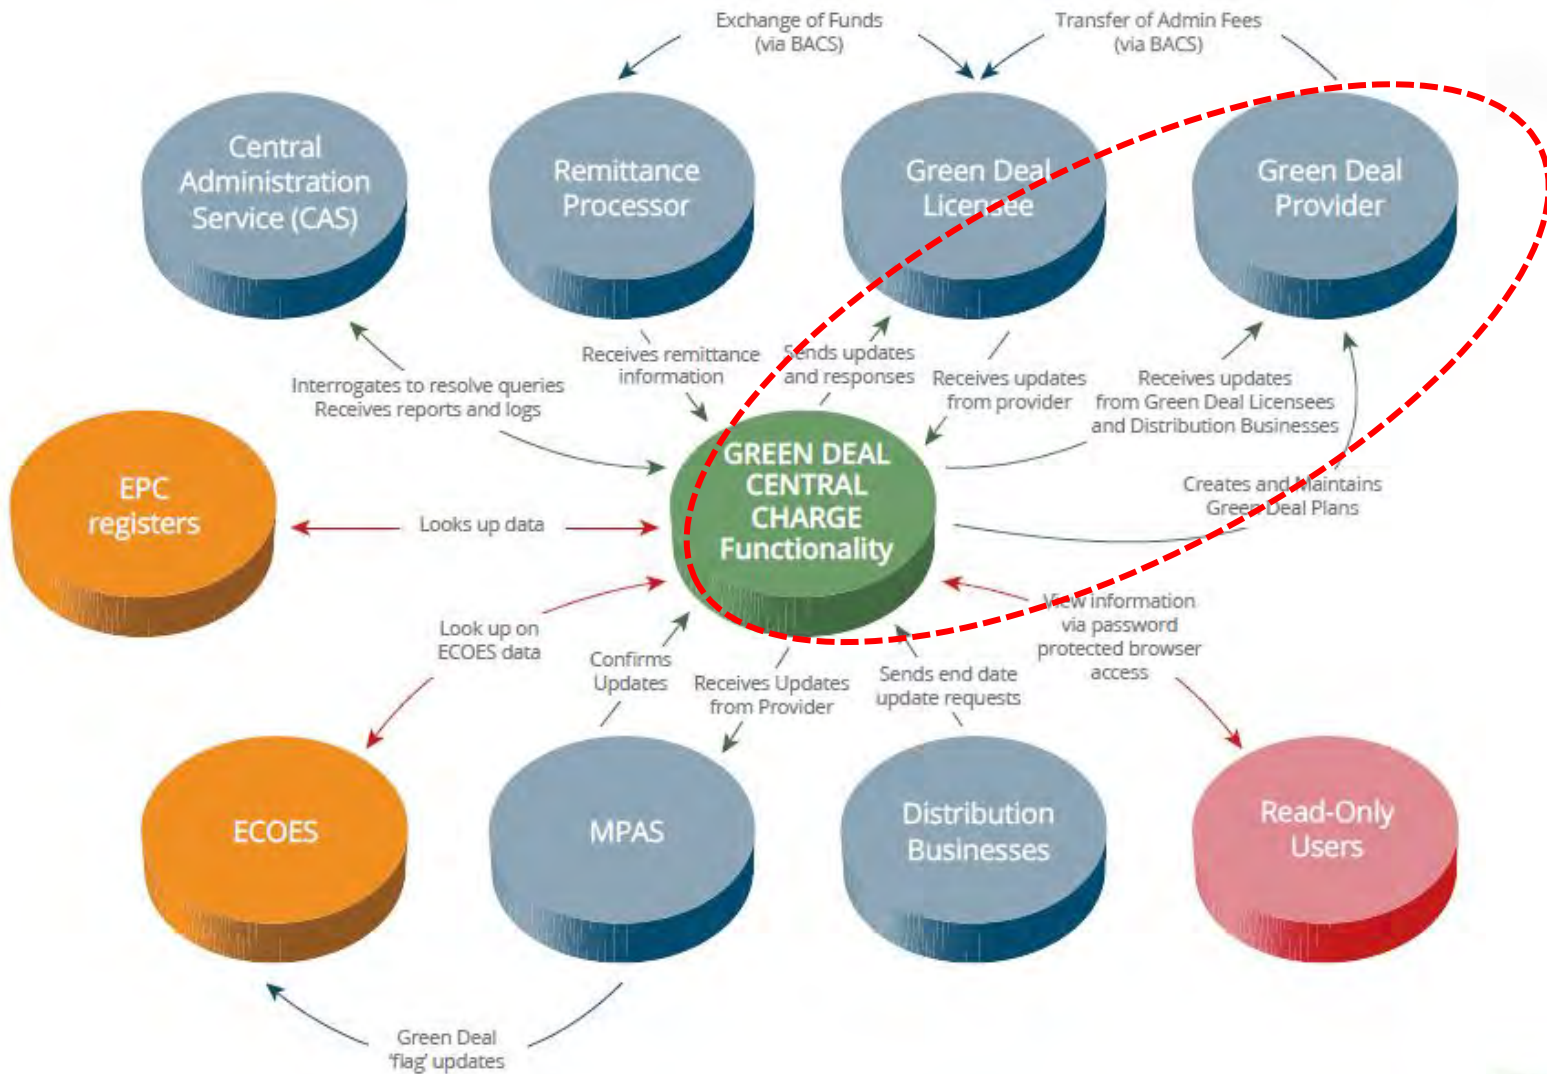 Exchange of Funds
(via BACS)
Transfer of Admin Fees
(via BACS)
Central
Administration
Service (CAS)
Remittance
Processor
Green Deal
Licensee
Green Deal
Provider
Interrogates to resolve queries
Receives reports and logs
Receives remittance
information
Sends updates
and responses
Receives updates
from provider
Receives updates
from Green Deal Licensees
and Distribution Businesses
Creates and Maintains
Green Deal Plans
EPC
registers
Looks up data
GREEN DEAL
CENTRAL
CHARGE
Functionality
Look up on
ECOES data
Confirms
Updates
Receives Updates
from Provider
Sends end date
update requests
View information
via password
protected browser
access
ECOES
MPAS
Distribution
Businesses
Read-Only
Users
Green Deal
'flag' updates